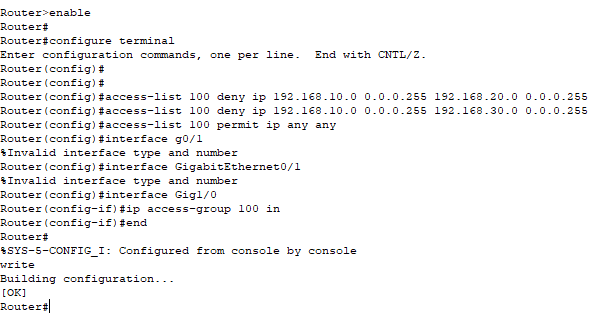 Router>enable
Router#
Router#configure terminal
Enter configuration commands, one per line.  End with CNTL/Z.
Router(config)#
Router(config)#
Router(config)#access-list 100 deny ip 192.168.10.0 0.0.0.255 192.168.20.0 0.0.0.255
Router(config)#access-list 100 deny ip 192.168.10.0 0.0.0.255 192.168.30.0 0.0.0.255
Router(config)#access-list 100 permit ip any any
Router(config)#interface g0/1
%Invalid interface type and number
Router(config)#interface GigabitEthernet0/1
%Invalid interface type and number
Router(config)#interface Gig1/0
Router(config-if)#ip access-group 100 in
Router(config-if)#end
Router#
%SYS-5-CONFIG_I: Configured from console by console
write
Building configuration...
[OK]
Router#